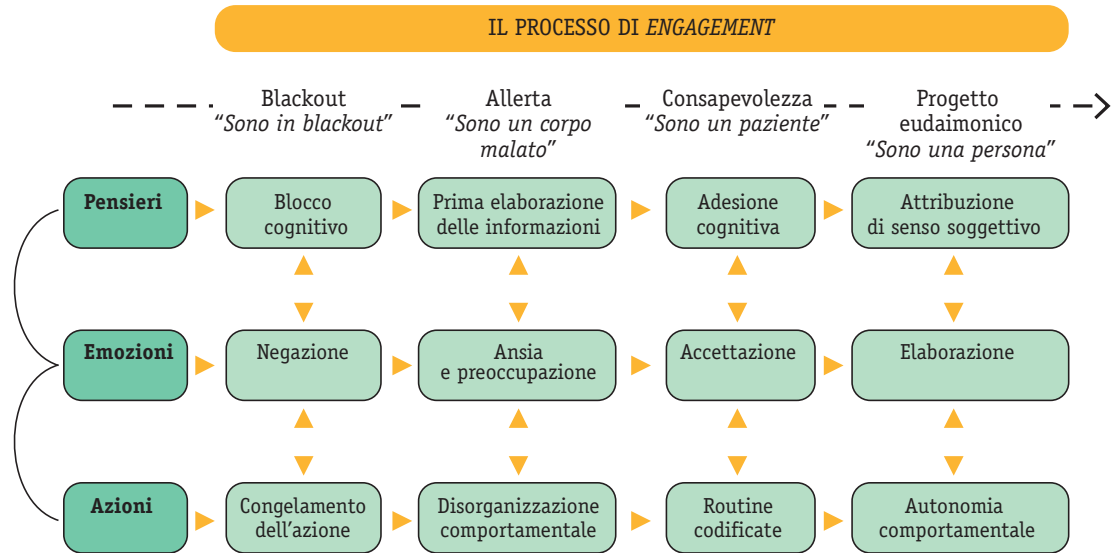 IL PROCESSO DI ENGAGEMENT
Blackout
“Sono in blackout”
Allerta
“Sono un corpo
malato”
Consapevolezza
“Sono un paziente”
Progetto
eudaimonico
“Sono una persona”
Pensieri
Blocco
cognitivo
Prima elaborazione
delle informazioni
Adesione
cognitiva
Attribuzione
di senso soggettivo
Emozioni
Negazione
Ansia
e preoccupazione
Accettazione
Elaborazione
Azioni
Congelamento
dell'azione
Disorganizzazione
comportamentale
Routine
codificate
Autonomia
comportamentale